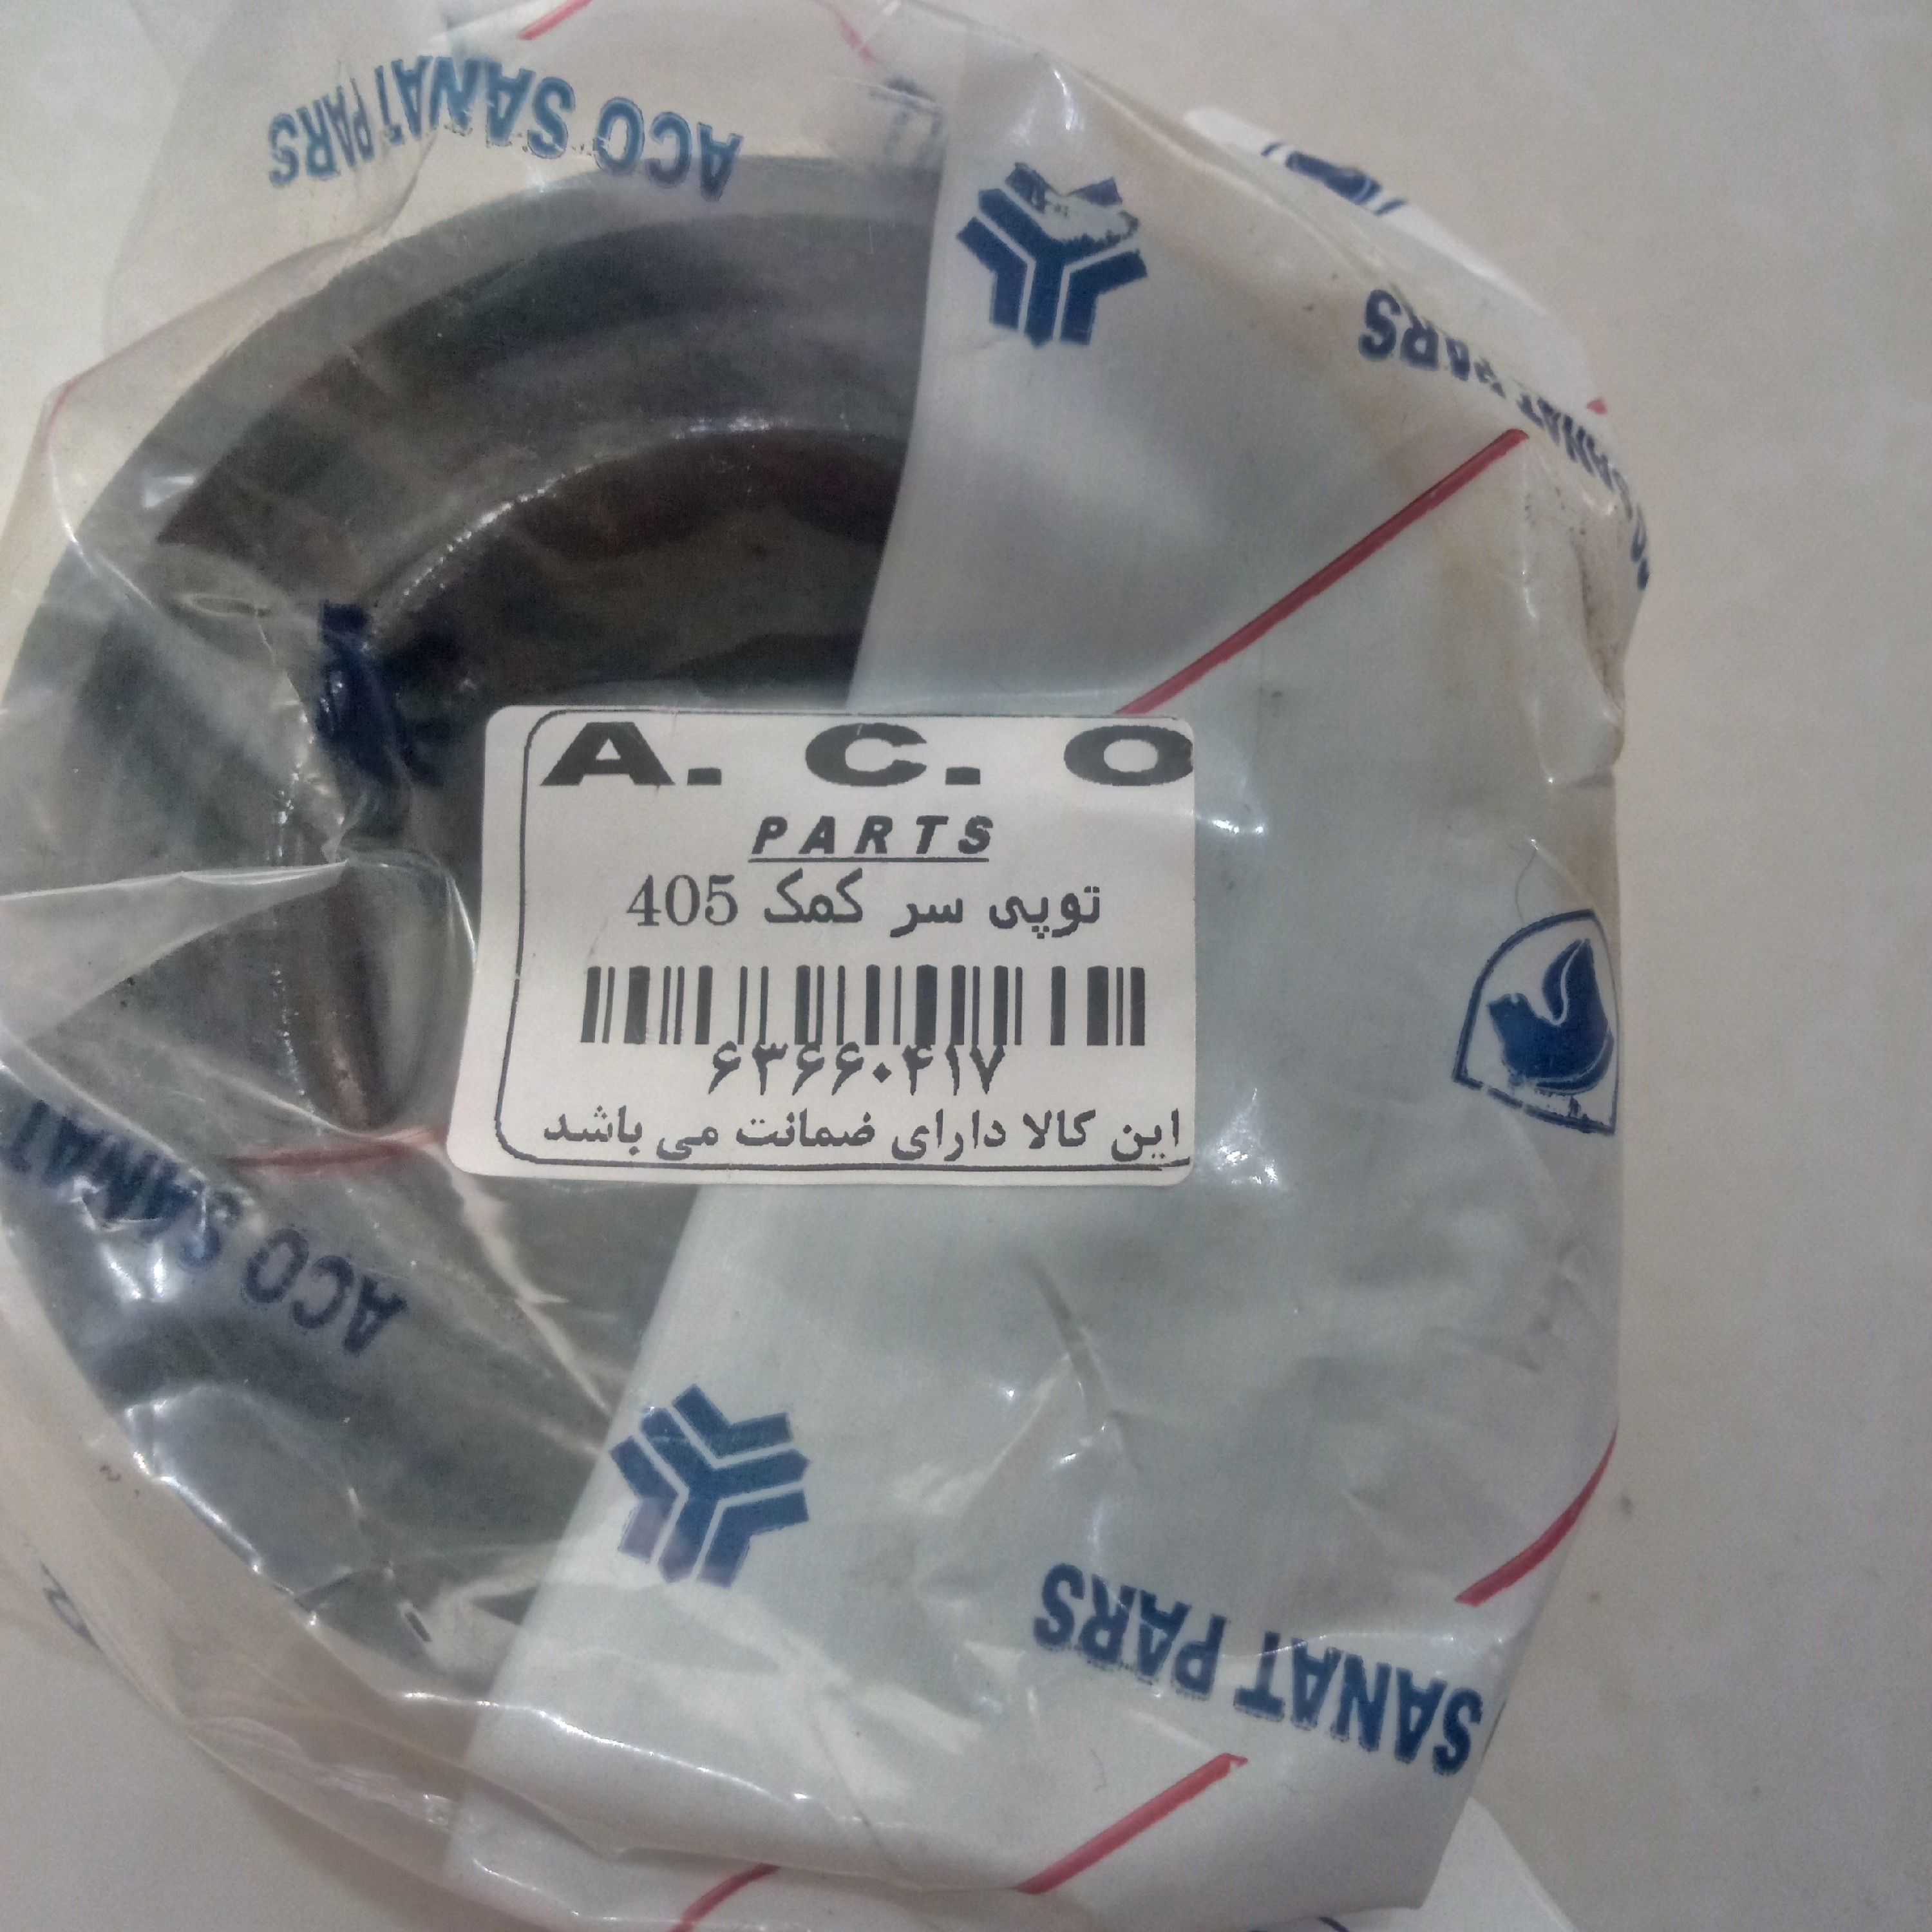 ACO SANAT PARS
SANAT PARS
A. C. O
PARTS
توپی سر کمک 405
۶۳۶۶۰۴۱۷
این کالا دارای ضمانت می باشد
ACO SANAT
SANAT PARS